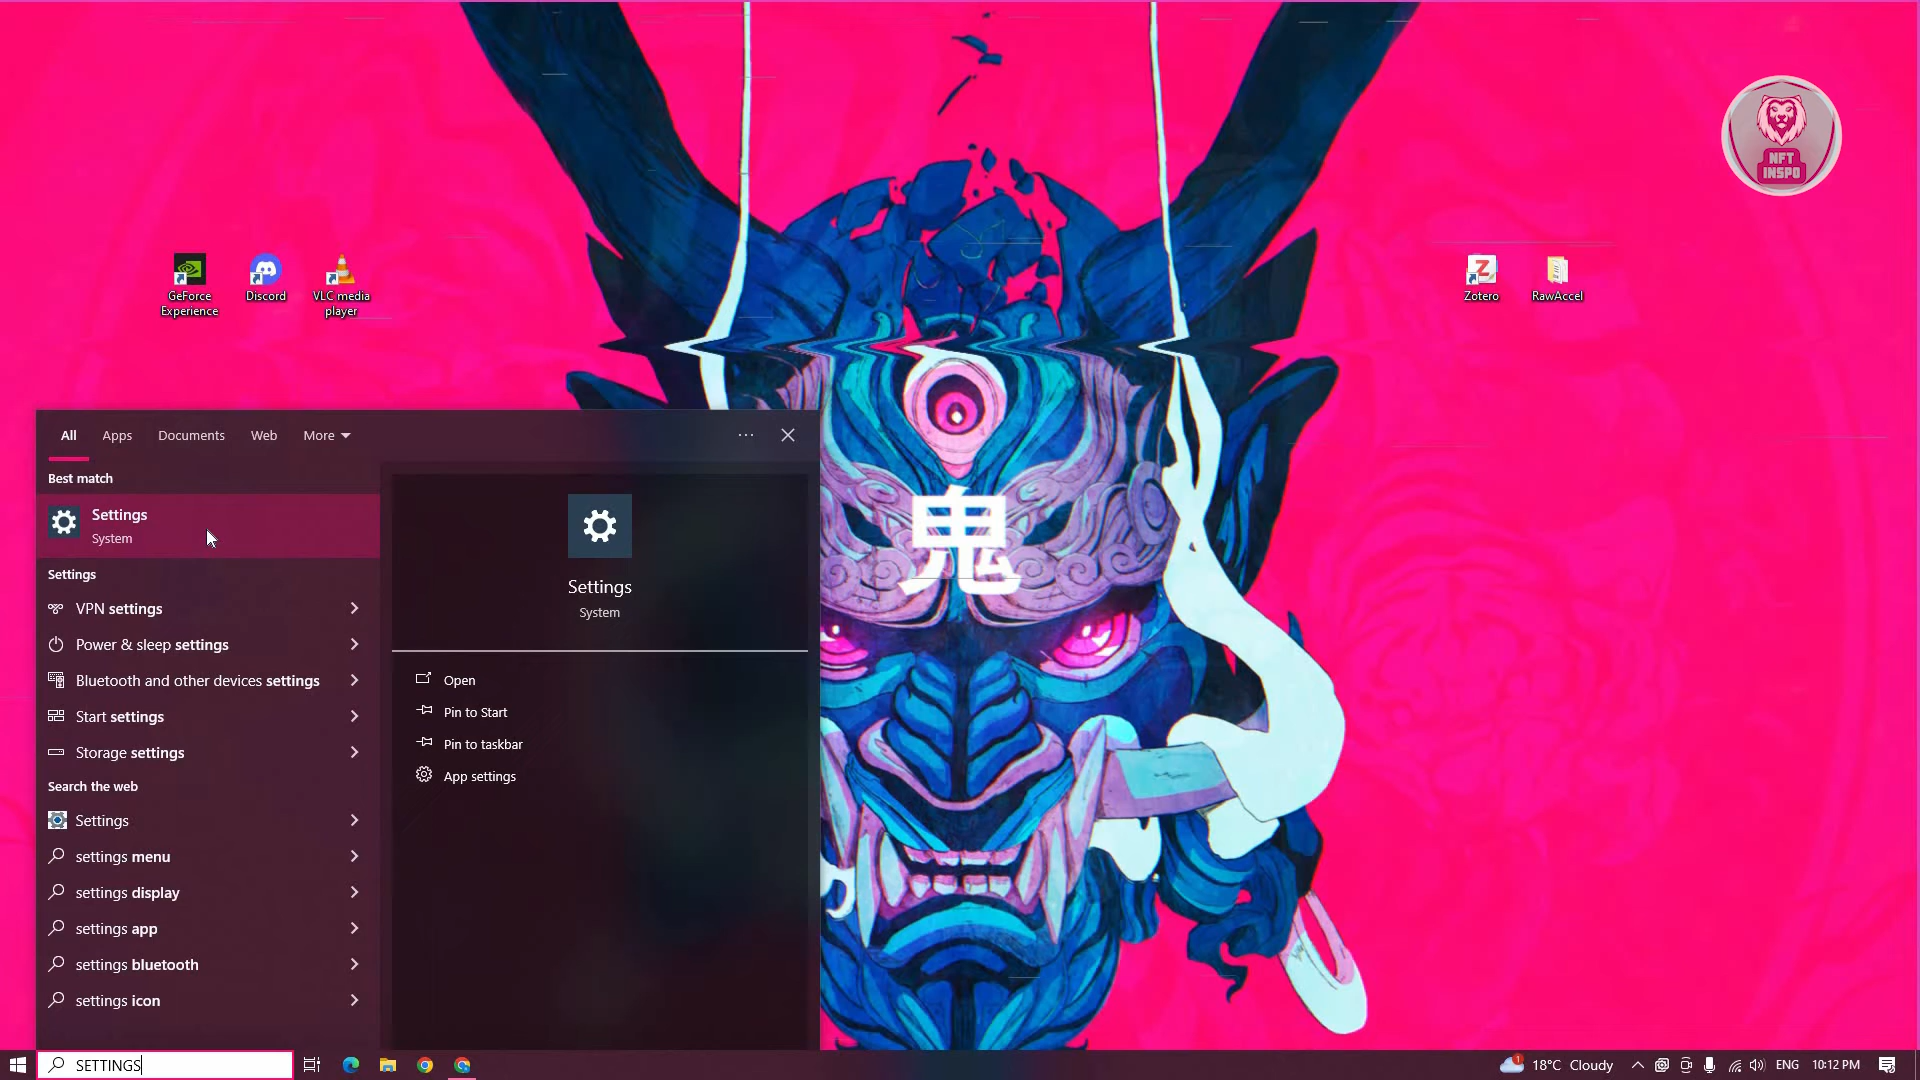 NFT
INSPO
GeForce
Experience
Discord
VLC media
player
Zotero
RawAccel
鬼
All
Apps
Documents
Web
More
Best match
Settings
System
Settings
VPN settings
Power & sleep settings
Bluetooth and other devices settings
Start settings
Storage settings
Search the web
Settings
settings menu
settings display
settings app
settings bluetooth
settings icon
Settings
System
Open
Pin to Start
Pin to taskbar
App settings
SETTINGS
1
18°C Cloudy
ENG
10:12 PM